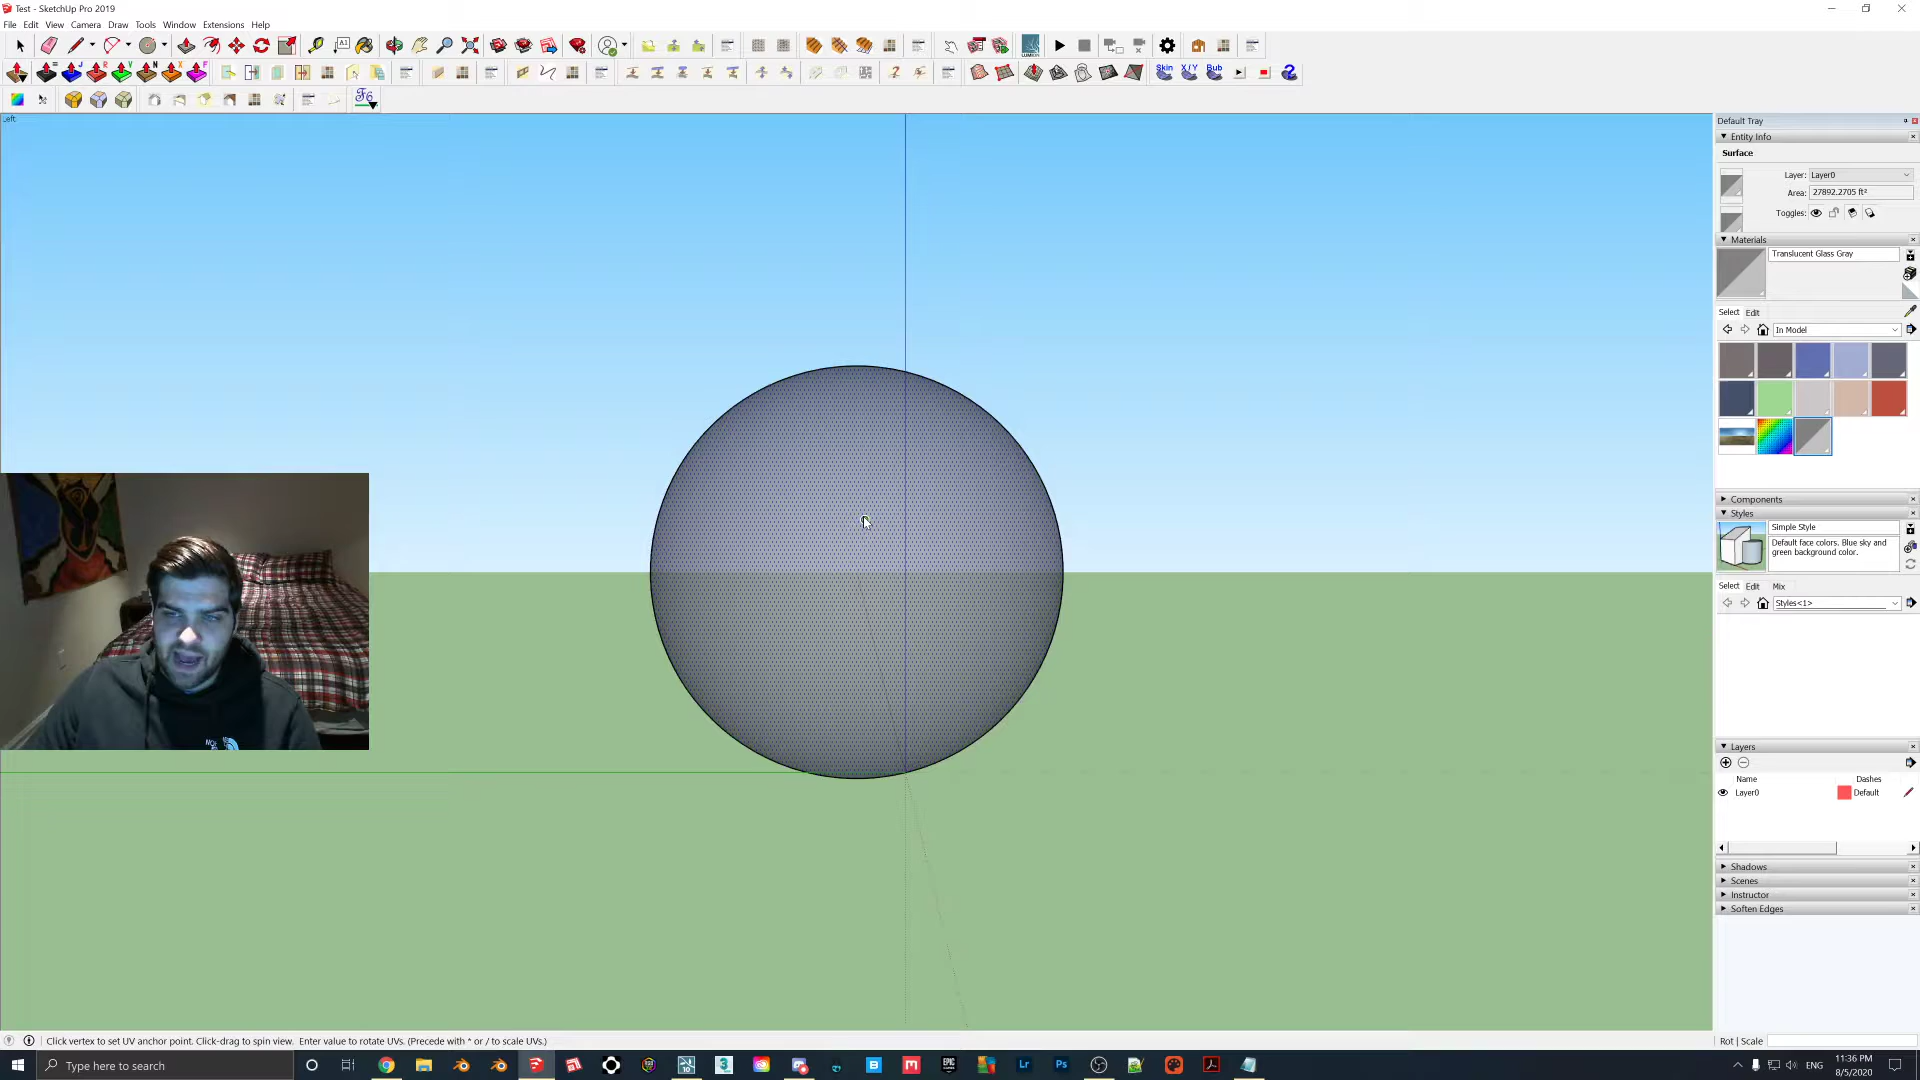 Test - SketchUp Pro 2019
File Edit View Camera Draw Tools Window Extensions Help
Skin X/Y Bub
Left
Default Tray
Entity Info
Surface
Layer: Layer0
Area: 27892.2705 ft²
Toggles:
Materials
Translucent Glass Gray
Select Edit
In Model
Components
Styles
Simple Style
Default face colors. Blue sky and
green background color.
Select Edit Mix
Styles<1>
Layers
Name Dashes
Layer0 Default
Shadows
Scenes
Instructor
Soften Edges
Click vertex to set UV anchor point. Click-drag to spin view. Enter value to rotate UVs. (Precede with * or / to scale UVs.)
Rot | Scale
Type here to search
Lr Ps
ENG
11:36 PM
8/5/2020